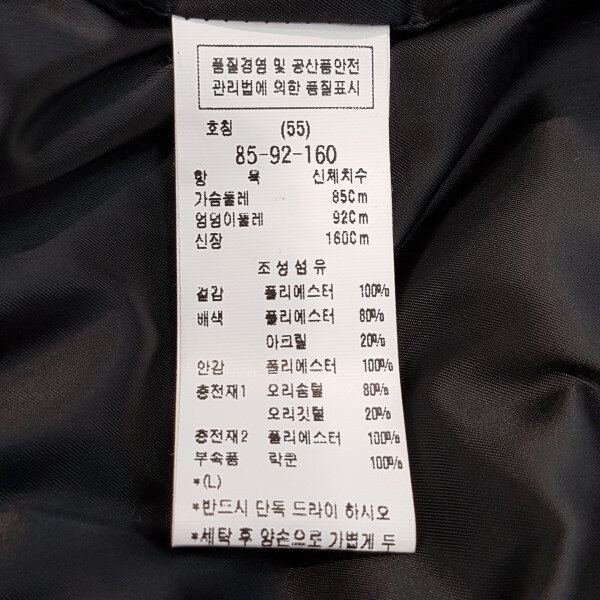 품질경영 및 공산품안전
관리법에 의한 품질표시
호칭 (55)
85-92-160
항 목 신체치수
가슴둘레 85Cm
엉덩이둘레 92Cm
신장 160Cm
조성섬유
겉감 폴리에스터 100%
배색 폴리에스터 80%
아크릴 20%
안감 폴리에스터 100%
충전재1 오리솜털 80%
오리깃털 20%
충전재2 폴리에스터 100%
부속품 락쿤 100%
*(L)
*반드시 단독 드라이 하시오
*세탁 후 양손으로 가볍게 두